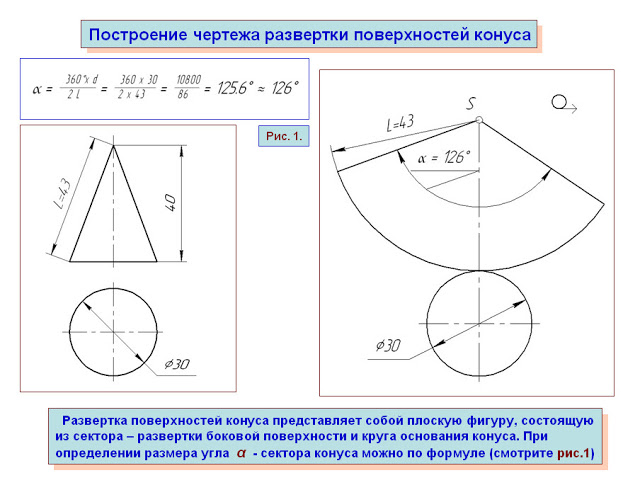 Построение чертежа развертки поверхностей конуса
α = 360°x d / 2 l = 360 x 30 / 2 x 43 = 10800 / 86 = 125.6° ≈ 126°
Рис. 1.
L=43
40
⌀30
S
L=43
α = 126°
⌀30
Развертка поверхностей конуса представляет собой плоскую фигуру, состоящую
из сектора – развертки боковой поверхности и круга основания конуса. При
определении размера угла α - сектора конуса можно по формуле (смотрите рис.1)